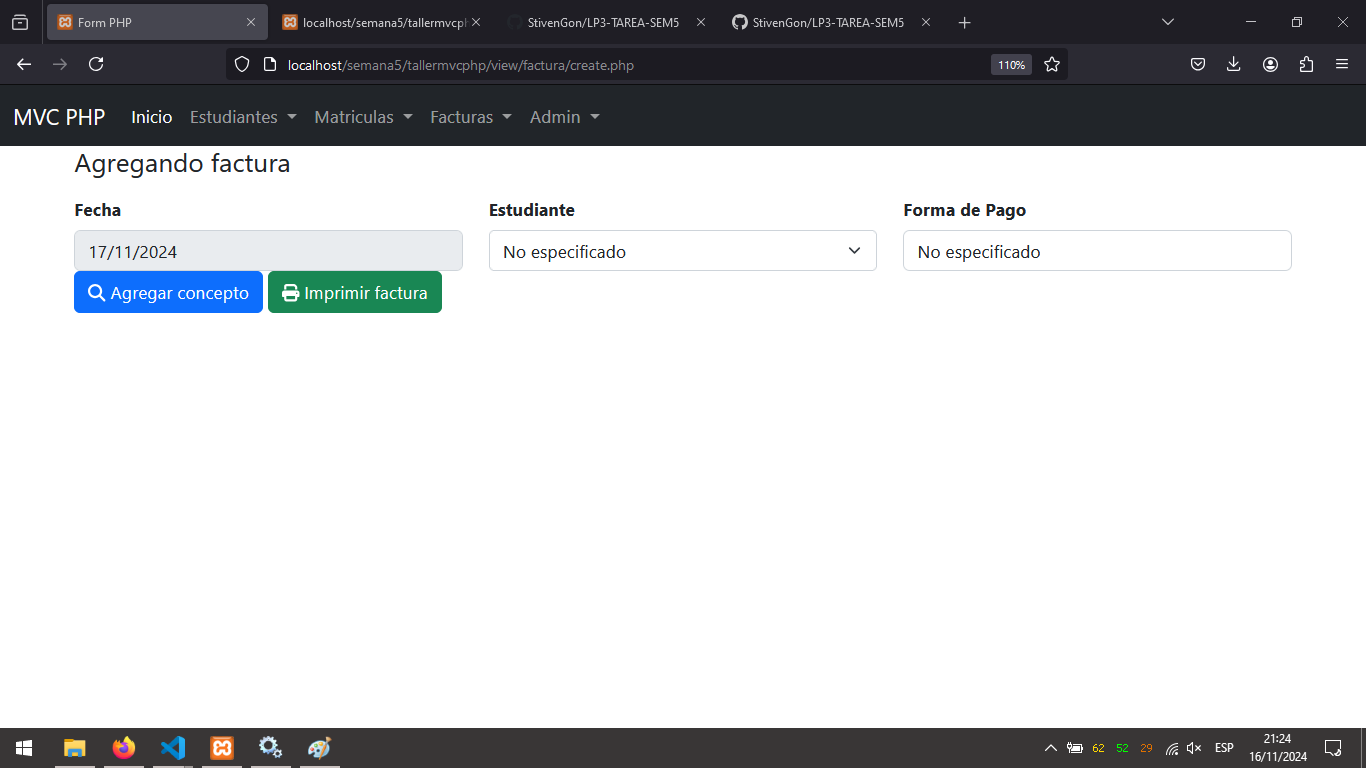 Form PHP
localhost/semana5/tallermvcph
StivenGon/LP3-TAREA-SEM5
StivenGon/LP3-TAREA-SEM5
localhost/semana5/tallermvcphp/view/factura/create.php
110%
MVC PHP Inicio Estudiantes Matriculas Facturas Admin
Agregando factura
Fecha Estudiante Forma de Pago
17/11/2024 No especificado No especificado
Agregar concepto Imprimir factura
62 52 29 ESP 21:24
16/11/2024